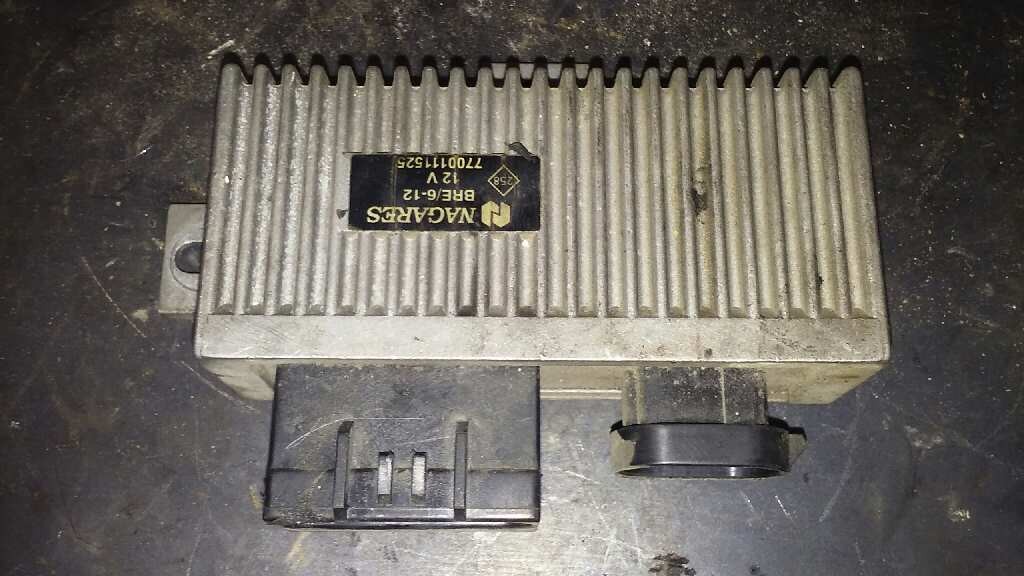 NAGARES
BRE/6-12
12 V
258
7700111525